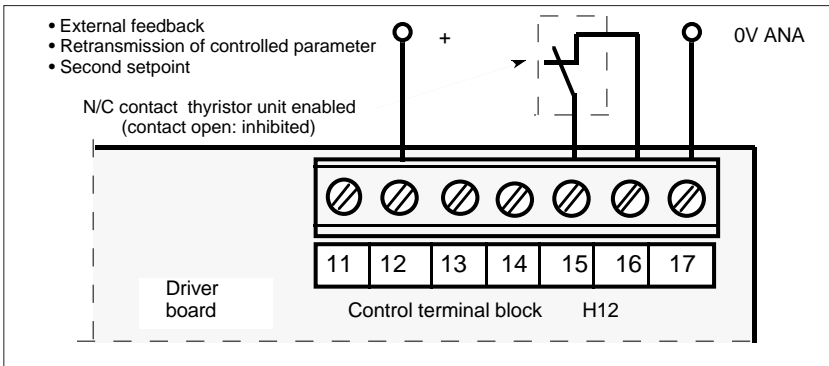 • External feedback
• Retransmission of controlled parameter
• Second setpoint
+
0V ANA
N/C contact thyristor unit enabled
(contact open: inhibited)
11 12 13 14 15 16 17
Driver
board
Control terminal block H12